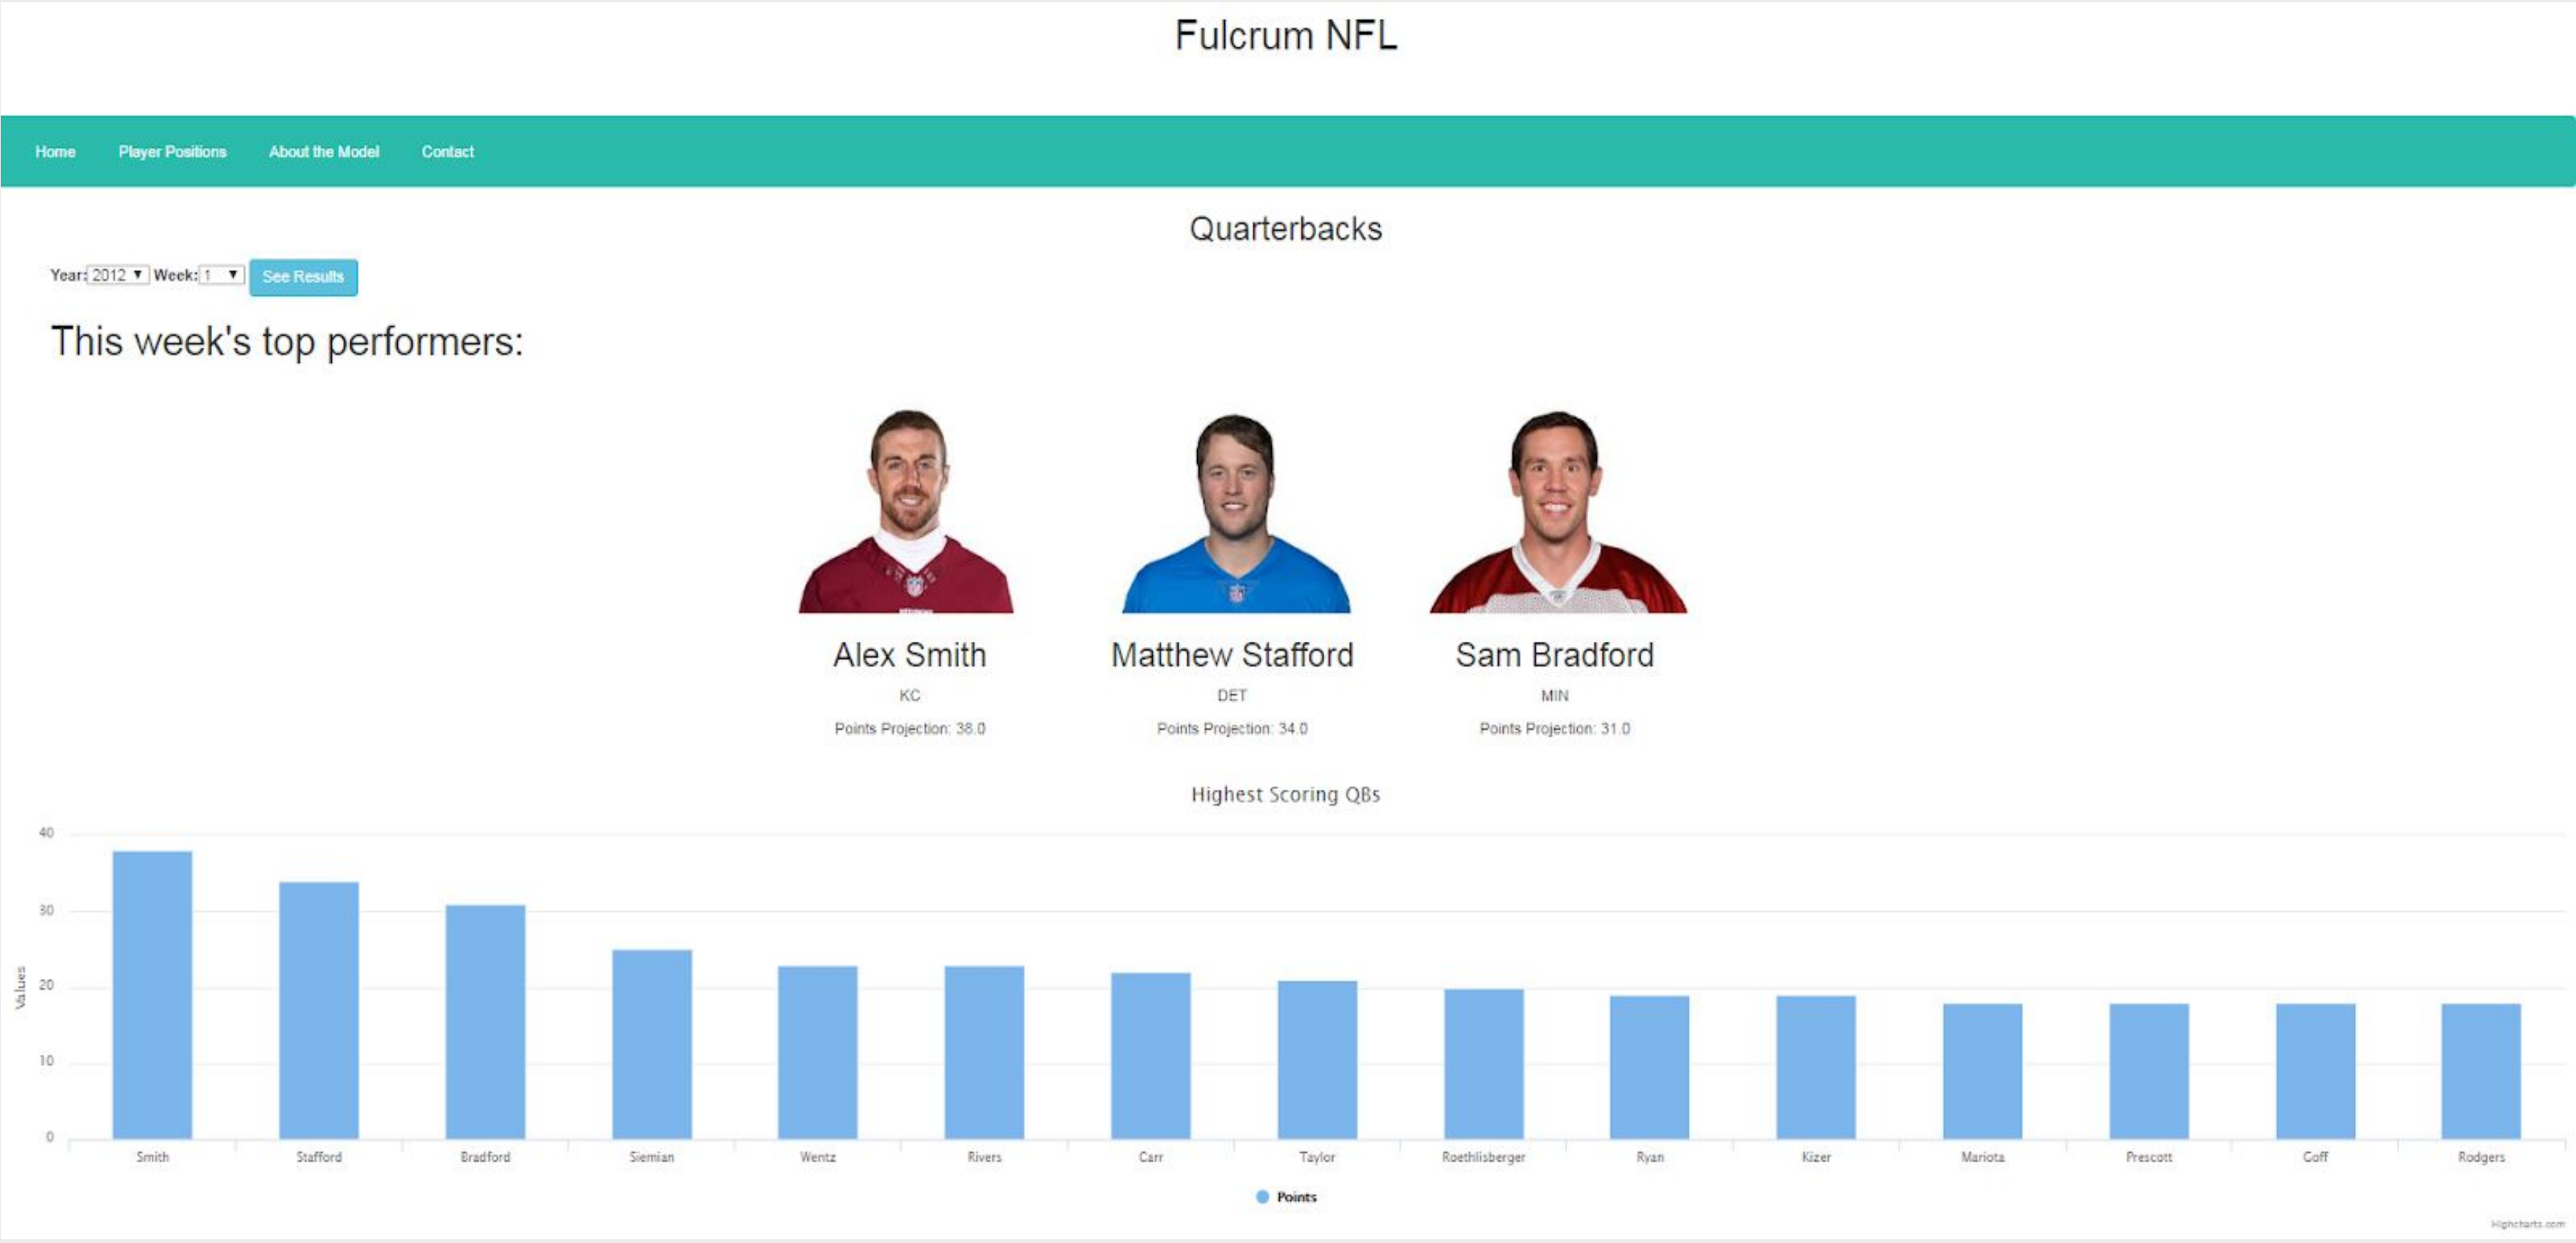 Fulcrum NFL
Home Player Positions About the Model Contact
Quarterbacks
Year: 2012 Week: 1 See Results
This week's top performers:
Alex Smith Matthew Stafford Sam Bradford
KC DET MIN
Points Projection: 38.0 Points Projection: 34.0 Points Projection: 31.0
Highest Scoring QBs
40
30
20
10
0
Values
Smith Stafford Bradford Siemian Wentz Rivers Carr Taylor Roethlisberger Ryan Kizer Mariota Prescott Goff Rodgers
Points
Highcharts.com